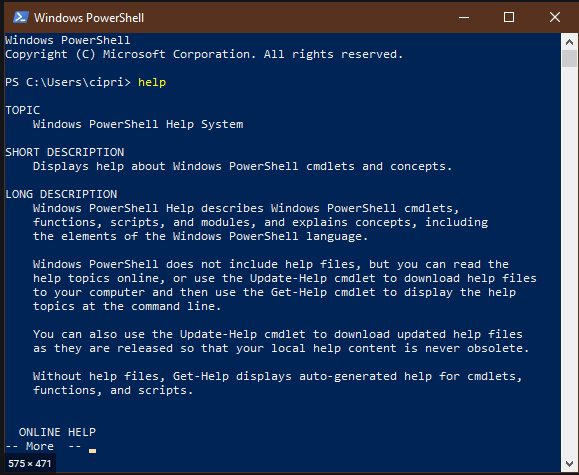 Windows PowerShell
Windows PowerShell
Copyright (C) Microsoft Corporation. All rights reserved.
PS C:\Users\cipri> help
TOPIC
Windows PowerShell Help System
SHORT DESCRIPTION
Displays help about Windows PowerShell cmdlets and concepts.
LONG DESCRIPTION
Windows PowerShell Help describes Windows PowerShell cmdlets,
functions, scripts, and modules, and explains concepts, including
the elements of the Windows PowerShell language.
Windows PowerShell does not include help files, but you can read the
help topics online, or use the Update-Help cmdlet to download help files
to your computer and then use the Get-Help cmdlet to display the help
topics at the command line.
You can also use the Update-Help cmdlet to download updated help files
as they are released so that your local help content is never obsolete.
Without help files, Get-Help displays auto-generated help for cmdlets,
functions, and scripts.
ONLINE HELP
-- More  --
575 × 471